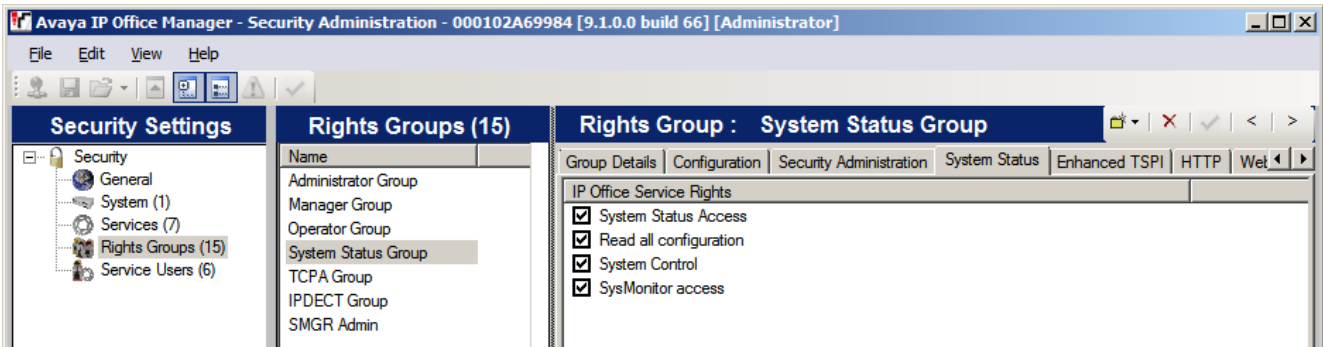 Avaya IP Office Manager - Security Administration - 000102A69984 [9.1.0.0 build 66] [Administrator]
File Edit View Help
Security Settings
Security
General
System (1)
Services (7)
Rights Groups (15)
Service Users (6)
Rights Groups (15)
Name
Administrator Group
Manager Group
Operator Group
System Status Group
TCPA Group
IPDECT Group
SMGR Admin
Rights Group : System Status Group
Group Details Configuration Security Administration System Status Enhanced TSPI HTTP Wet
IP Office Service Rights
System Status Access
Read all configuration
System Control
SysMonitor access